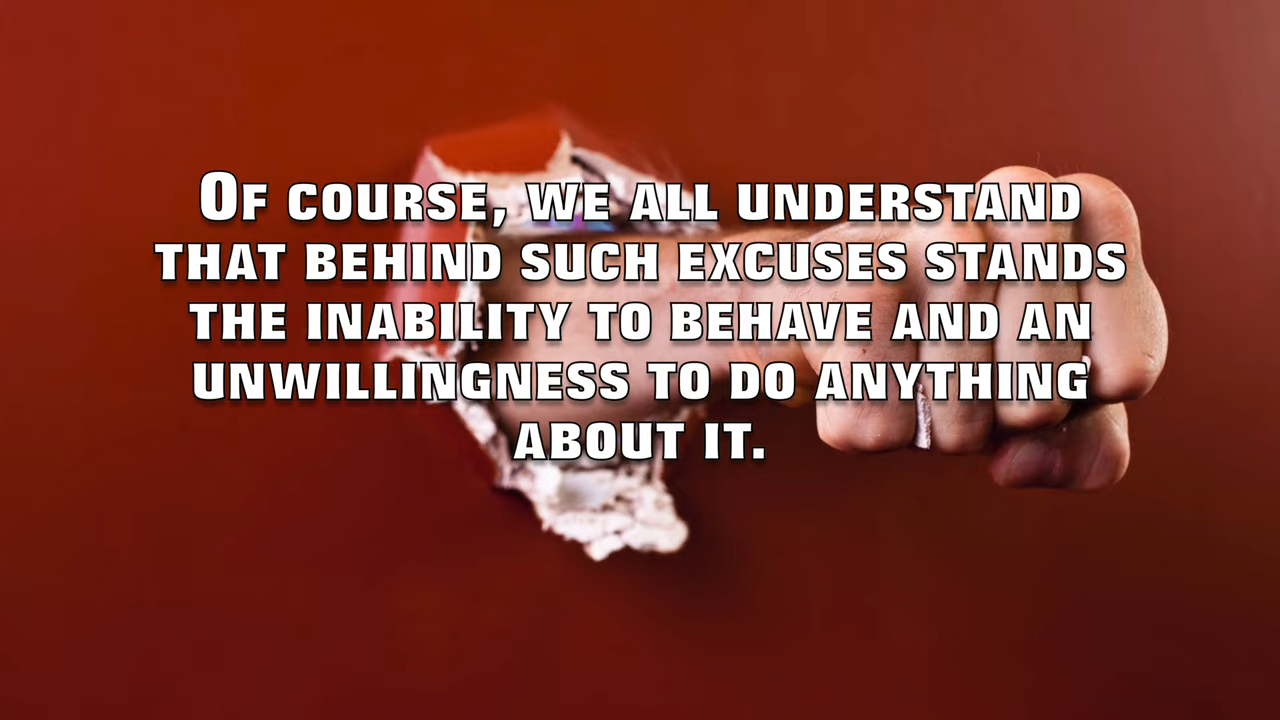 Of course, we all understand
that behind such excuses stands
the inability to behave and an
unwillingness to do anything
about it.